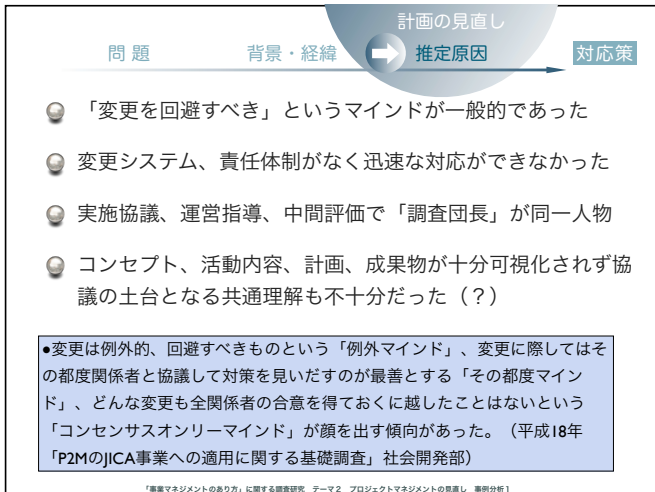 計画の見直し
問 題 背景・経緯 推定原因 対応策
「変更を回避すべき」というマインドが一般的であった
変更システム、責任体制がなく迅速な対応ができなかった
実施協議、運営指導、中間評価で「調査団長」が同一人物
コンセプト、活動内容、計画、成果物が十分可視化されず協
議の土台となる共通理解も不十分だった（？）
●変更は例外的、回避すべきものという「例外マインド」、変更に際してはそ
の都度関係者と協議して対策を見いだすのが最善とする「その都度マイン
ド」、どんな変更も全関係者の合意を得ておくに越したことはないという
「コンセンサスオンリーマインド」が顔を出す傾向があった。（平成18年
「P2MのJICA事業への適用に関する基礎調査」社会開発部）
「事業マネジメントのあり方」に関する調査研究 テーマ２ プロジェクトマネジメントの見直し 事例分析1